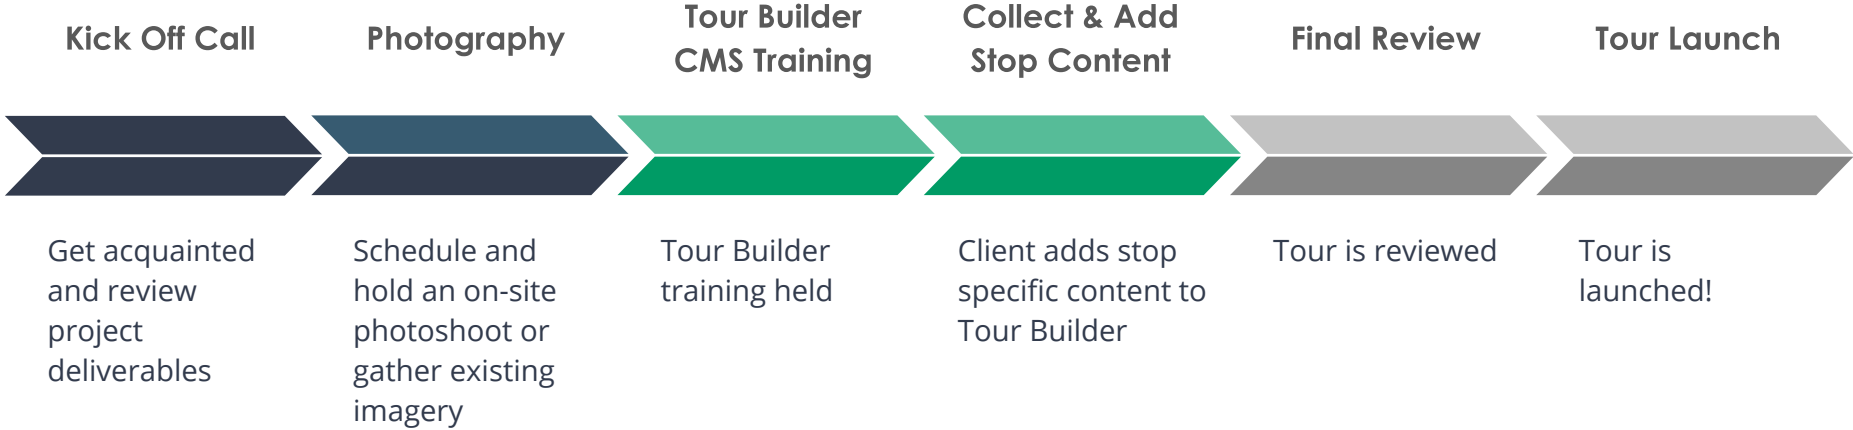 Kick Off Call
Photography
Tour Builder
CMS Training
Collect & Add
Stop Content
Final Review
Tour Launch
Get acquainted
and review
project
deliverables
Schedule and
hold an on-site
photoshoot or
gather existing
imagery
Tour Builder
training held
Client adds stop
specific content to
Tour Builder
Tour is reviewed
Tour is
launched!